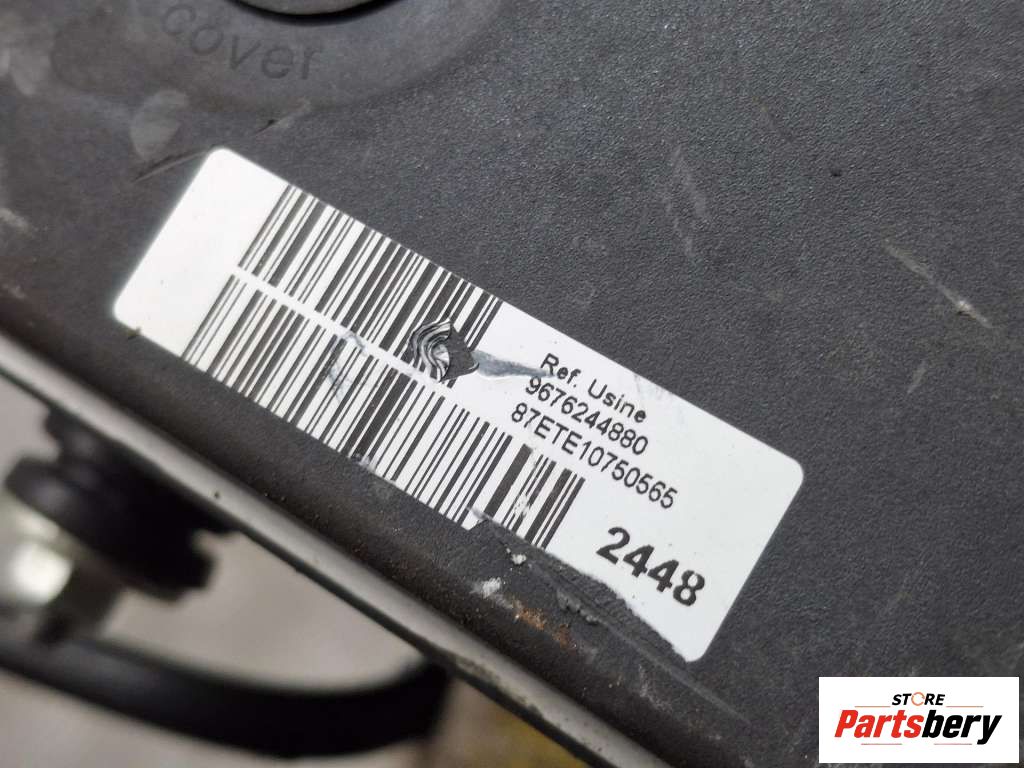 cover
Ref. Usine
9676244880
87ETE10750565
2448
STORE
Partsbery